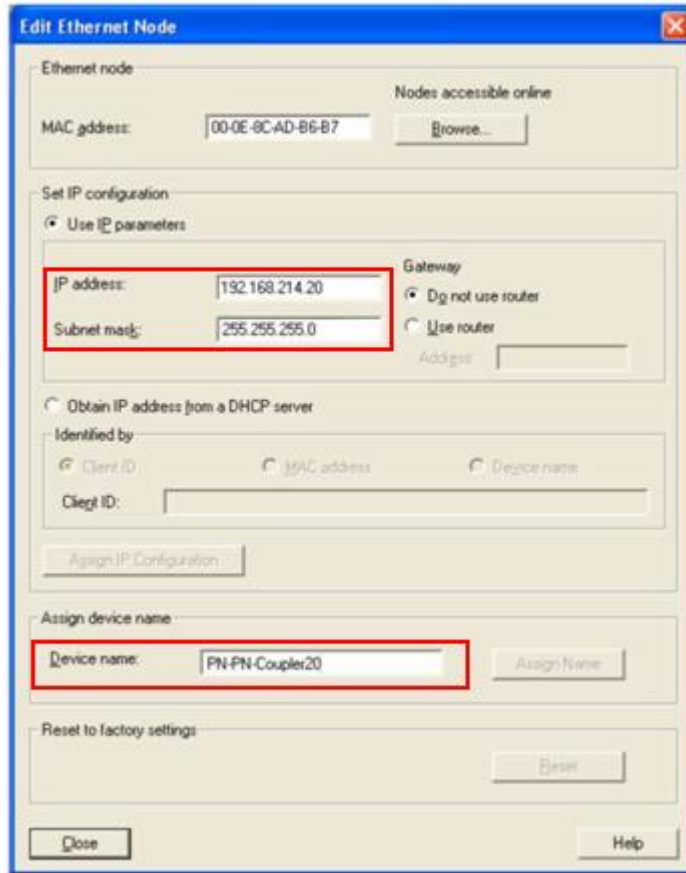 Edit Ethernet Node
Ethernet node
Nodes accessible online
MAC address: 00-0E-8C-AD-B6-B7 Browse...
Set IP configuration
Use IP parameters
Gateway
IP address: 192.168.214.20
Do not use router
Subnet mask: 255.255.255.0
Use router
Address:
Obtain IP address from a DHCP server
Identified by
Client ID MAC address Device name
Client ID:
Assign IP Configuration
Assign device name
Device name: PN-PN-Coupler20 Assign Name
Reset to factory settings
Reset
Close Help